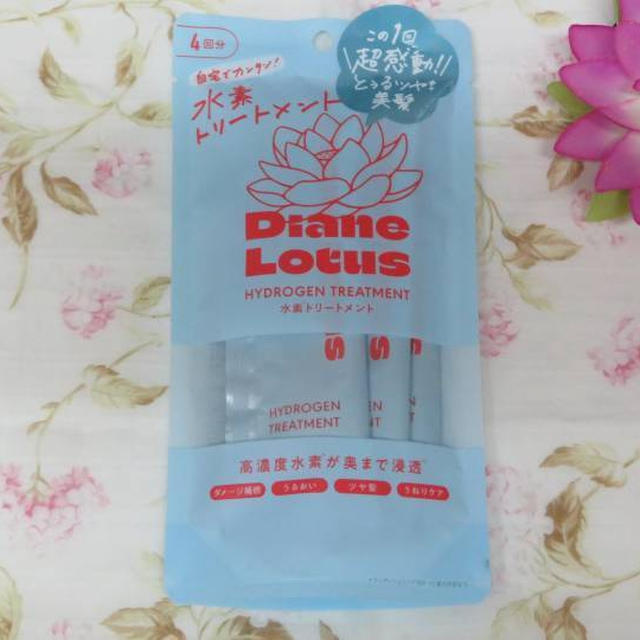 4回分
この1回
超感動!!
とぅるツヤ
美髪
自宅でカンタン!
水素
トリートメント
Diane
Lotus
HYDROGEN TREATMENT
水素トリートメント
US
US
US
HYDROGEN
TREATMENT
高濃度水素が奥まで浸透
ダメージ補修
うるおい
ツヤ髪
うねりケア